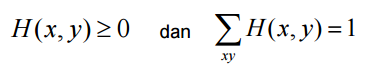 H(x, y) ≥ 0 dan ∑ H(x, y) = 1
xy